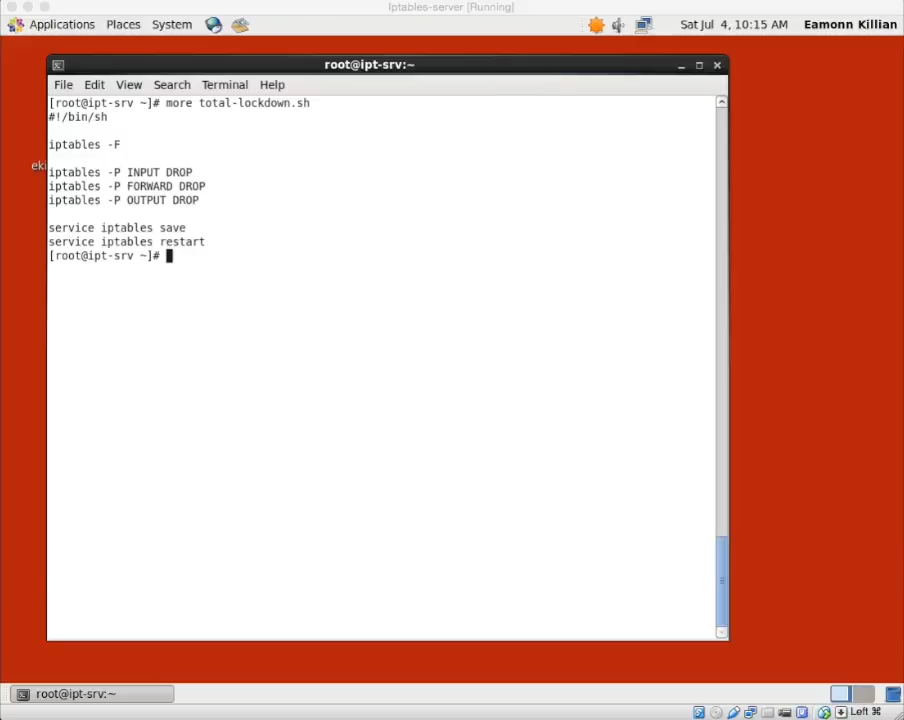 Iptables-server [Running]
Applications Places System Sat Jul 4, 10:15 AM Eamonn Killian
root@ipt-srv:~
File Edit View Search Terminal Help
[root@ipt-srv ~]# more total-lockdown.sh
#!/bin/sh
iptables -F
eki
iptables -P INPUT DROP
iptables -P FORWARD DROP
iptables -P OUTPUT DROP
service iptables save
service iptables restart
[root@ipt-srv ~]#
root@ipt-srv:~
Left ⌘